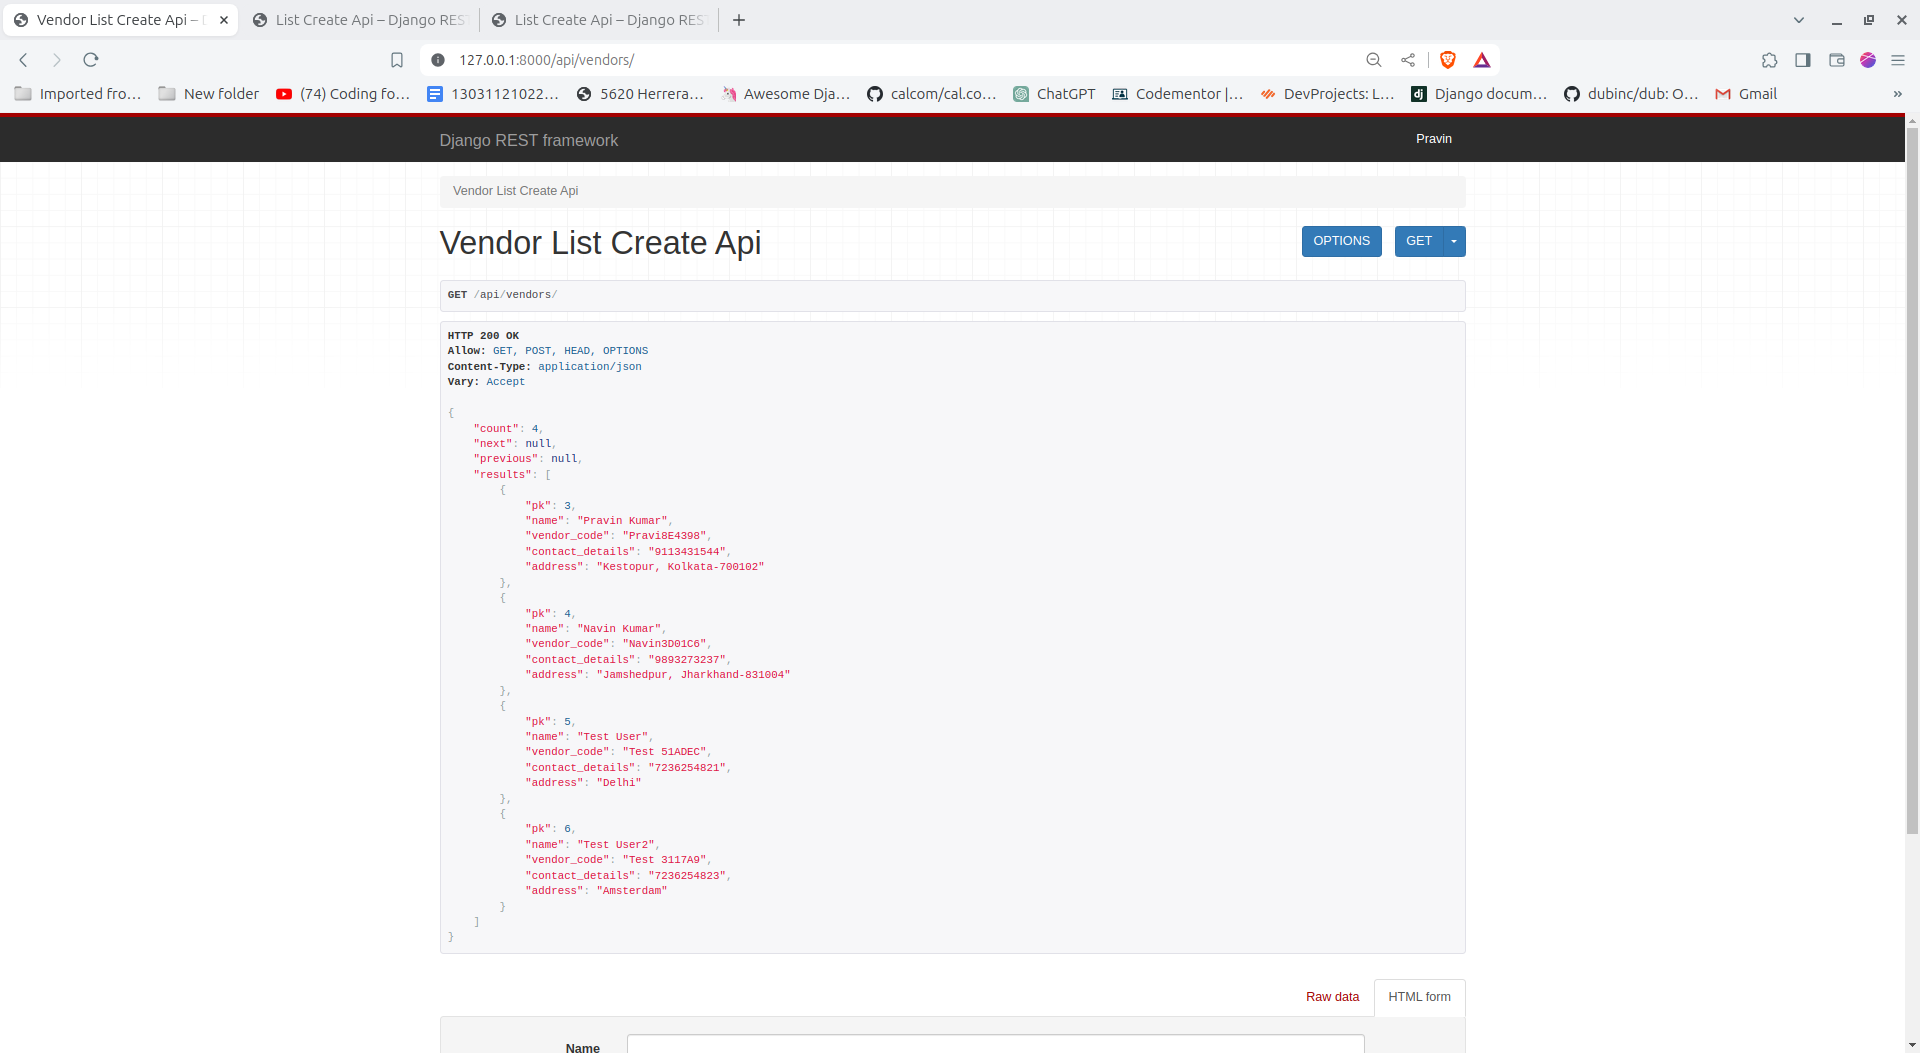 Vendor List Create Api –
List Create Api – Django RES
List Create Api – Django RES
127.0.0.1:8000/api/vendors/
Imported fro...
New folder
(74) Coding fo...
13031121022...
5620 Herrera...
Awesome Dja...
calcom/cal.co...
ChatGPT
Codementor |...
DevProjects: L...
Django docum...
dubinc/dub: O...
Gmail
»
Django REST framework
Pravin
Vendor List Create Api
Vendor List Create Api
OPTIONS
GET
GET /api/vendors/
HTTP 200 OK
Allow: GET, POST, HEAD, OPTIONS
Content-Type: application/json
Vary: Accept
{
    "count": 4,
    "next": null,
    "previous": null,
    "results": [
        {
            "pk": 3,
            "name": "Pravin Kumar",
            "vendor_code": "Pravi8E4398",
            "contact_details": "9113431544",
            "address": "Kestopur, Kolkata-700102"
        },
        {
            "pk": 4,
            "name": "Navin Kumar",
            "vendor_code": "Navin3D01C6",
            "contact_details": "9893273237",
            "address": "Jamshedpur, Jharkhand-831004"
        },
        {
            "pk": 5,
            "name": "Test User",
            "vendor_code": "Test 51ADEC",
            "contact_details": "7236254821",
            "address": "Delhi"
        },
        {
            "pk": 6,
            "name": "Test User2",
            "vendor_code": "Test 3117A9",
            "contact_details": "7236254823",
            "address": "Amsterdam"
        }
    ]
}
Raw data
HTML form
Name